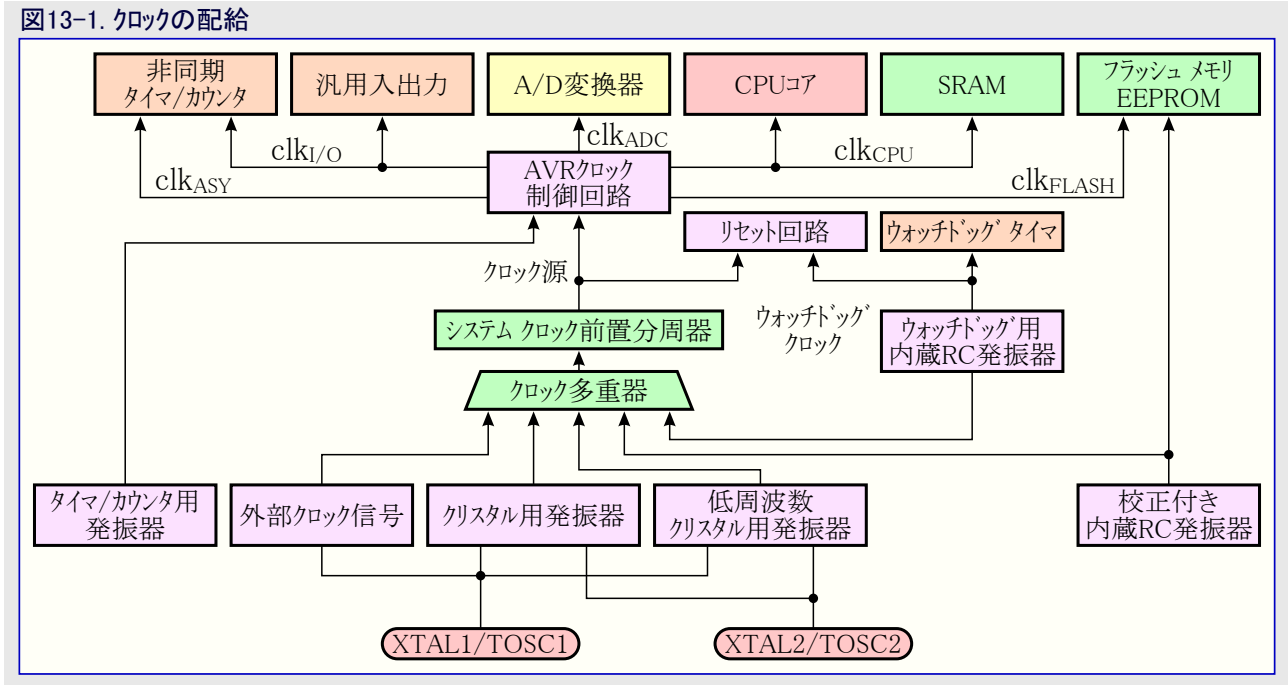 図13-1. クロックの配給
非同期
タイマ/カウンタ
汎用入出力
A/D変換器
CPUコア
SRAM
フラッシュ メモリ
EEPROM
clkI/O
clkADC
clkCPU
clkASY
AVRクロック
制御回路
clkFLASH
リセット回路
ウォッチドッグ タイマ
クロック源
システム クロック前置分周器
ウォッチドッグ
クロック
ウォッチドッグ用
内蔵RC発振器
クロック多重器
タイマ/カウンタ用
発振器
外部クロック信号
クリスタル用発振器
低周波数
クリスタル用発振器
校正付き
内蔵RC発振器
XTAL1/TOSC1
XTAL2/TOSC2